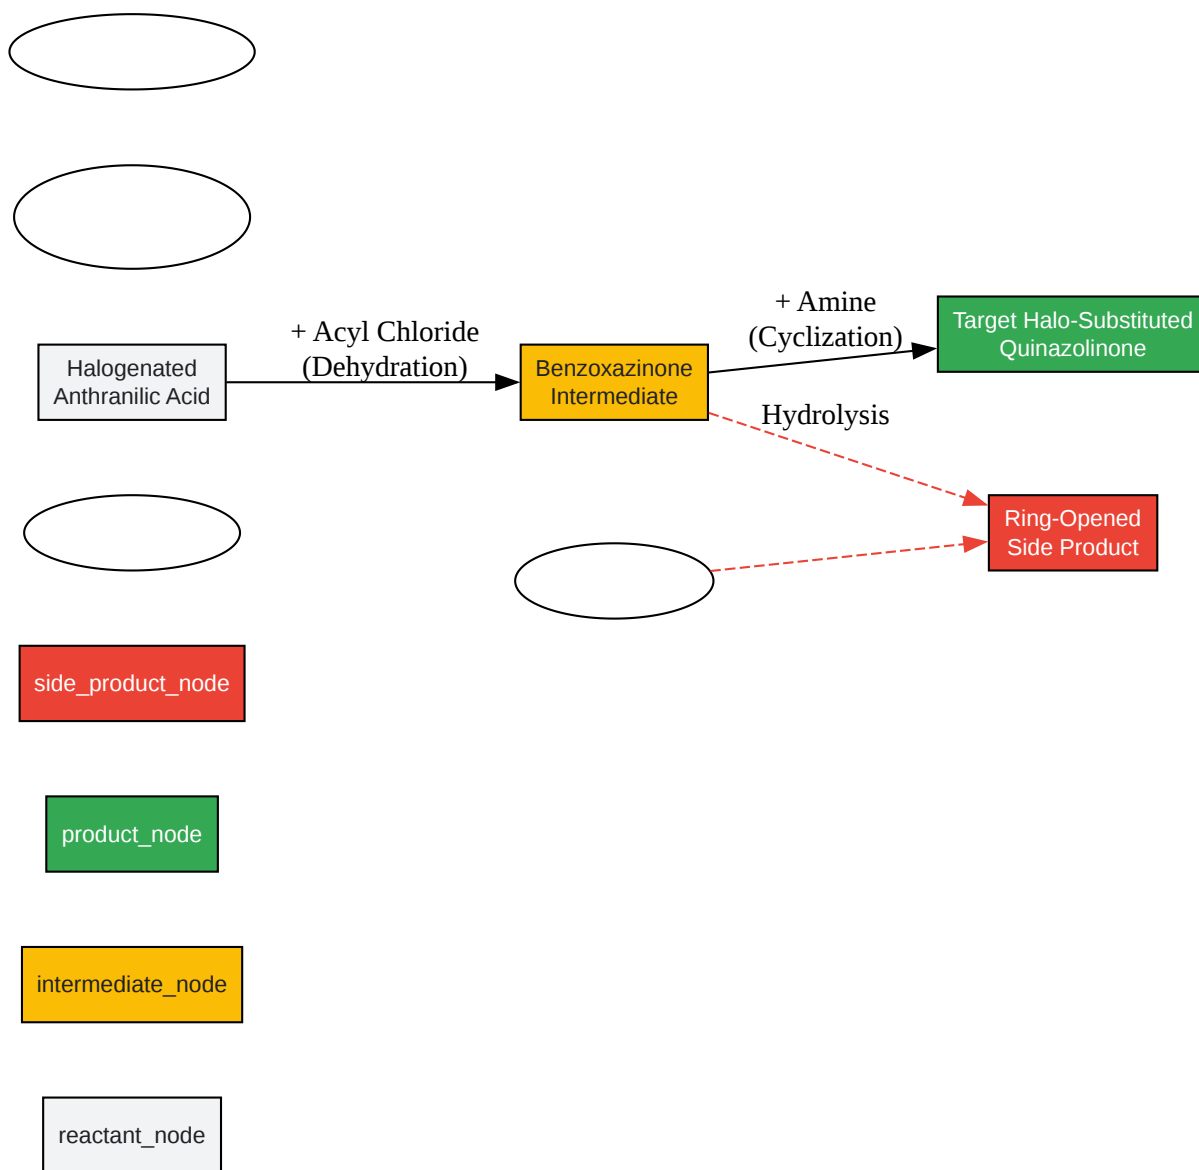 + Acyl Chloride
(Dehydration)
+ Amine
(Cyclization)
Target Halo-Substituted
Quinazolinone
Halogenated
Anthranilic Acid
Benzoxazinone
Intermediate
Hydrolysis
Ring-Opened
Side Product
side_product_node
product_node
intermediate_node
reactant_node